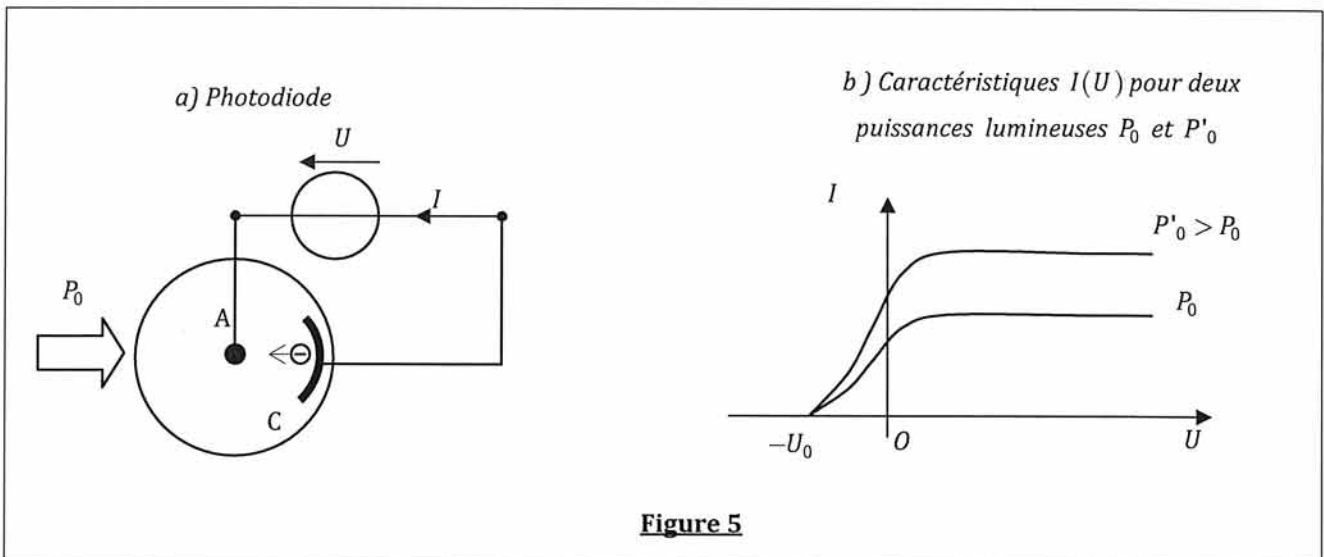 a) Photodiode
U
I
P₀
A
C
b ) Caractéristiques I(U) pour deux
puissances lumineuses P₀ et P'₀
I
P'₀ > P₀
P₀
−U₀
O
U
Figure 5